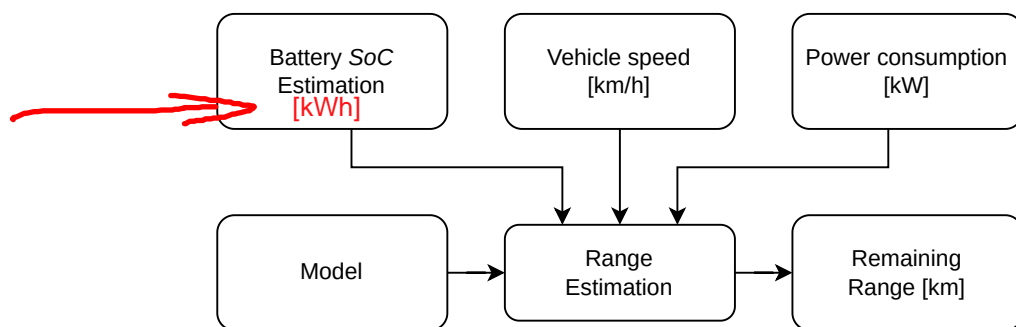 Battery SoC
Estimation
[kWh]
Vehicle speed
[km/h]
Power consumption
[kW]
Model
Range
Estimation
Remaining
Range [km]